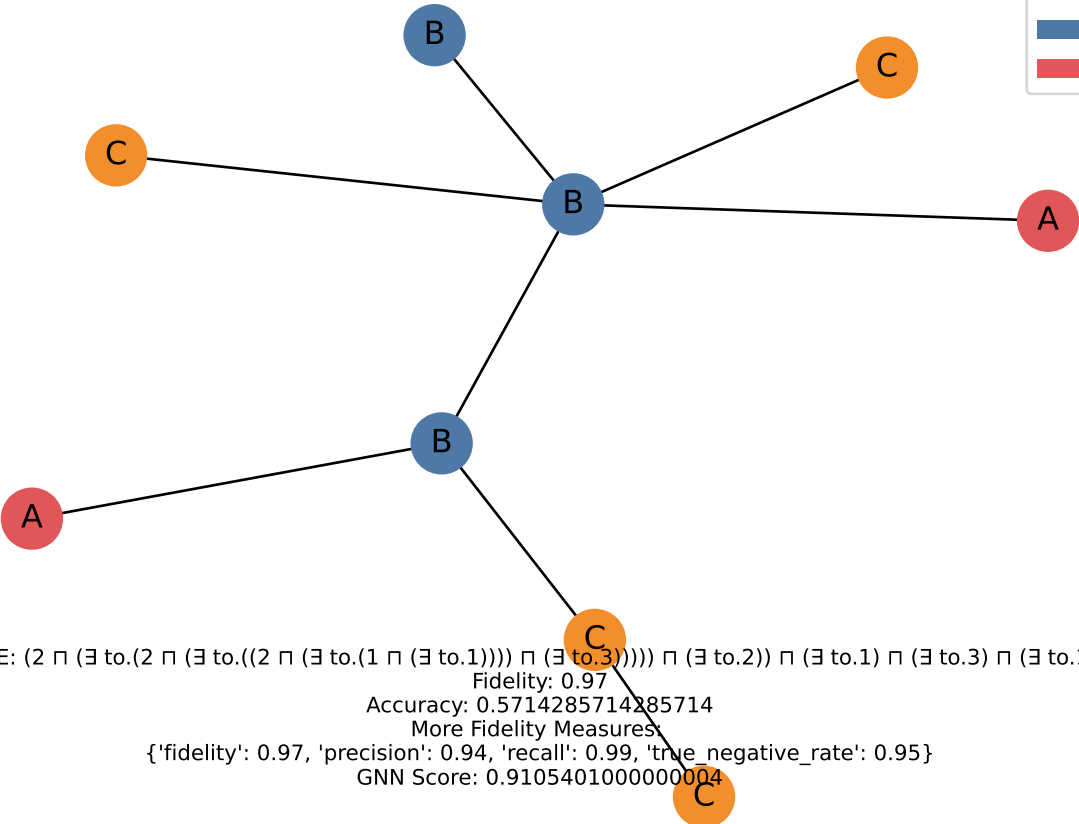 B
C
C
B
A
B
A
C
E: (2 ⊓ (∃ to.(2 ⊓ (∃ to.((2 ⊓ (∃ to.(1 ⊓ (∃ to.1)))) ⊓ (∃ to.3))))) ⊓ (∃ to.2)) ⊓ (∃ to.1) ⊓ (∃ to.3) ⊓ (∃ to.
Fidelity: 0.97
Accuracy: 0.5714285714285714
More Fidelity Measures:
{'fidelity': 0.97, 'precision': 0.94, 'recall': 0.99, 'true_negative_rate': 0.95}
GNN Score: 0.9105401000000004
C